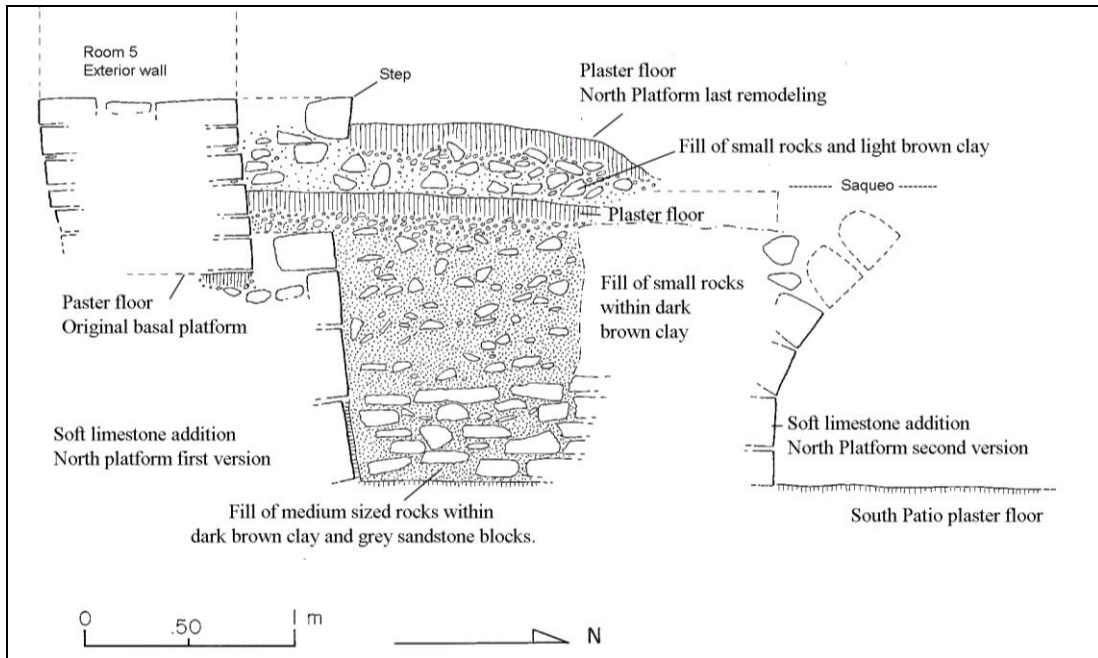 Room 5
Exterior wall
Step
Plaster floor
North Platform last remodeling
Fill of small rocks and light brown clay
Saqueo
Plaster floor
Paster floor
Original basal platform
Fill of small rocks
within dark
brown clay
Soft limestone addition
North platform first version
Soft limestone addition
North Platform second version
Fill of medium sized rocks within
dark brown clay and grey sandstone blocks.
South Patio plaster floor
0 .50 1 m
N